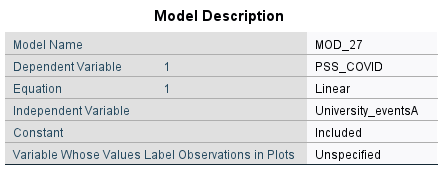 Model Description
Model Name MOD_27
Dependent Variable 1 PSS_COVID
Equation 1 Linear
Independent Variable University_eventsA
Constant Included
Variable Whose Values Label Observations in Plots Unspecified